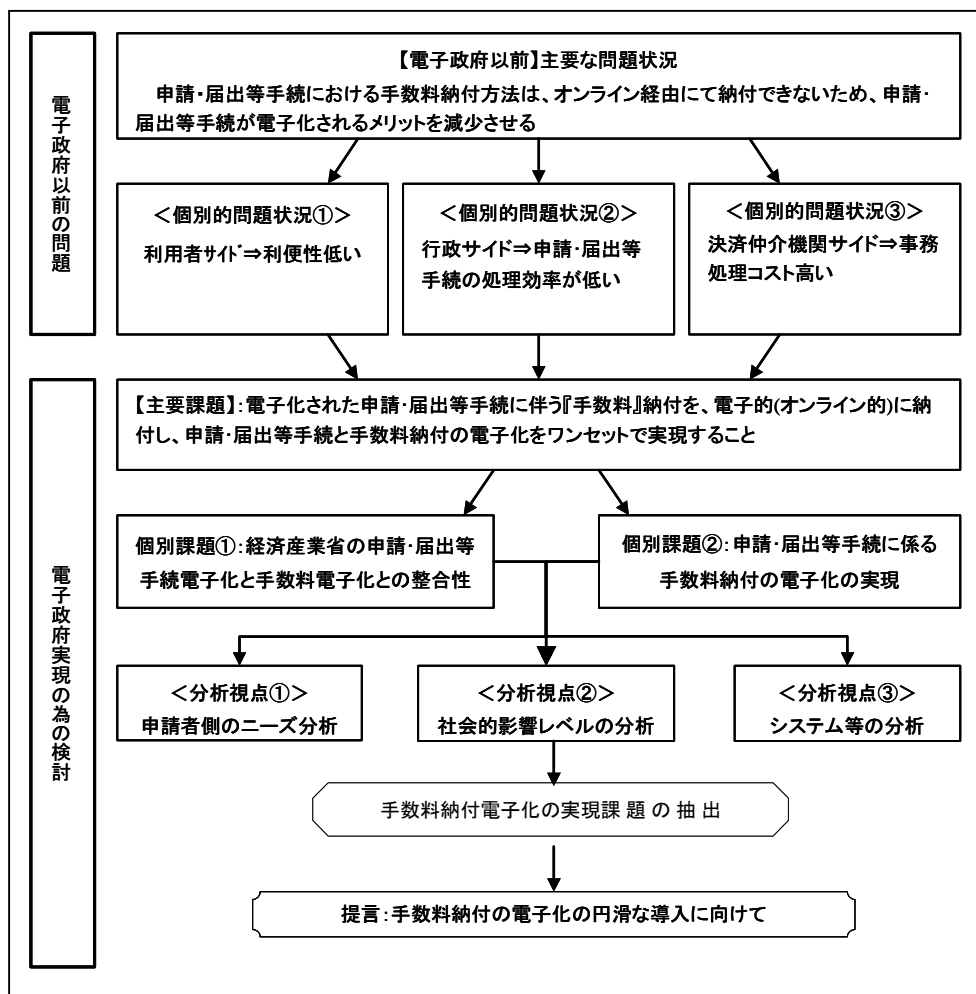 電子政府以前の問題
【電子政府以前】主要な問題状況
申請・届出等手続における手数料納付方法は、オンライン経由にて納付できないため、申請・
届出等手続が電子化されるメリットを減少させる
＜個別的問題状況①＞
利用者サイド⇒利便性低い
＜個別的問題状況②＞
行政サイド⇒申請・届出等
手続の処理効率が低い
＜個別的問題状況③＞
決済仲介機関サイド⇒事務
処理コスト高い
電子政府実現の為の検討
【主要課題】：電子化された申請・届出等手続に伴う『手数料』納付を、電子的(オンライン的)に納
付し、申請・届出等手続と手数料納付の電子化をワンセットで実現すること
個別課題①：経済産業省の申請・届出等
手続電子化と手数料電子化との整合性
個別課題②：申請・届出等手続に係る
手数料納付の電子化の実現
＜分析視点①＞
申請者側のニーズ分析
＜分析視点②＞
社会的影響レベルの分析
＜分析視点③＞
システム等の分析
手数料納付電子化の実現課 題 の 抽 出
提言：手数料納付の電子化の円滑な導入に向けて